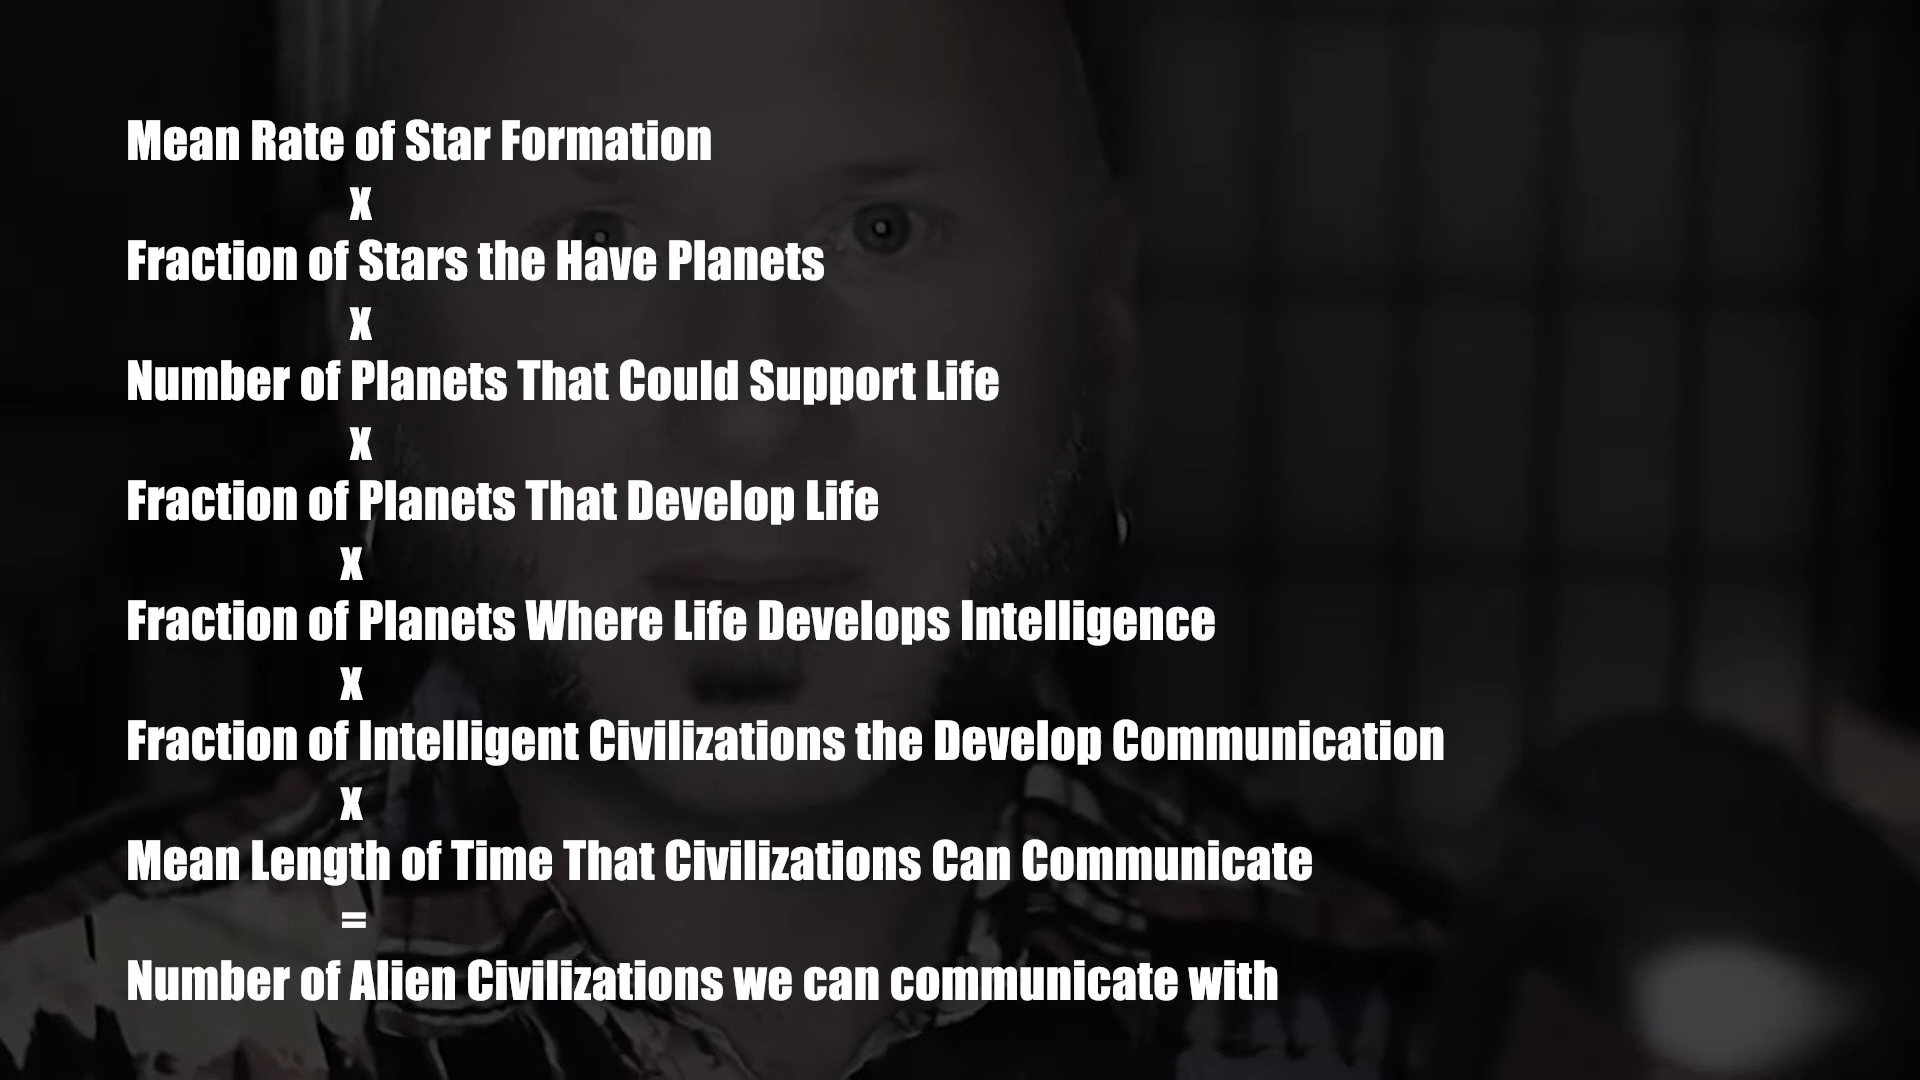 Mean Rate of Star Formation
x
Fraction of Stars the Have Planets
x
Number of Planets That Could Support Life
x
Fraction of Planets That Develop Life
x
Fraction of Planets Where Life Develops Intelligence
x
Fraction of Intelligent Civilizations the Develop Communication
x
Mean Length of Time That Civilizations Can Communicate
=
Number of Alien Civilizations we can communicate with